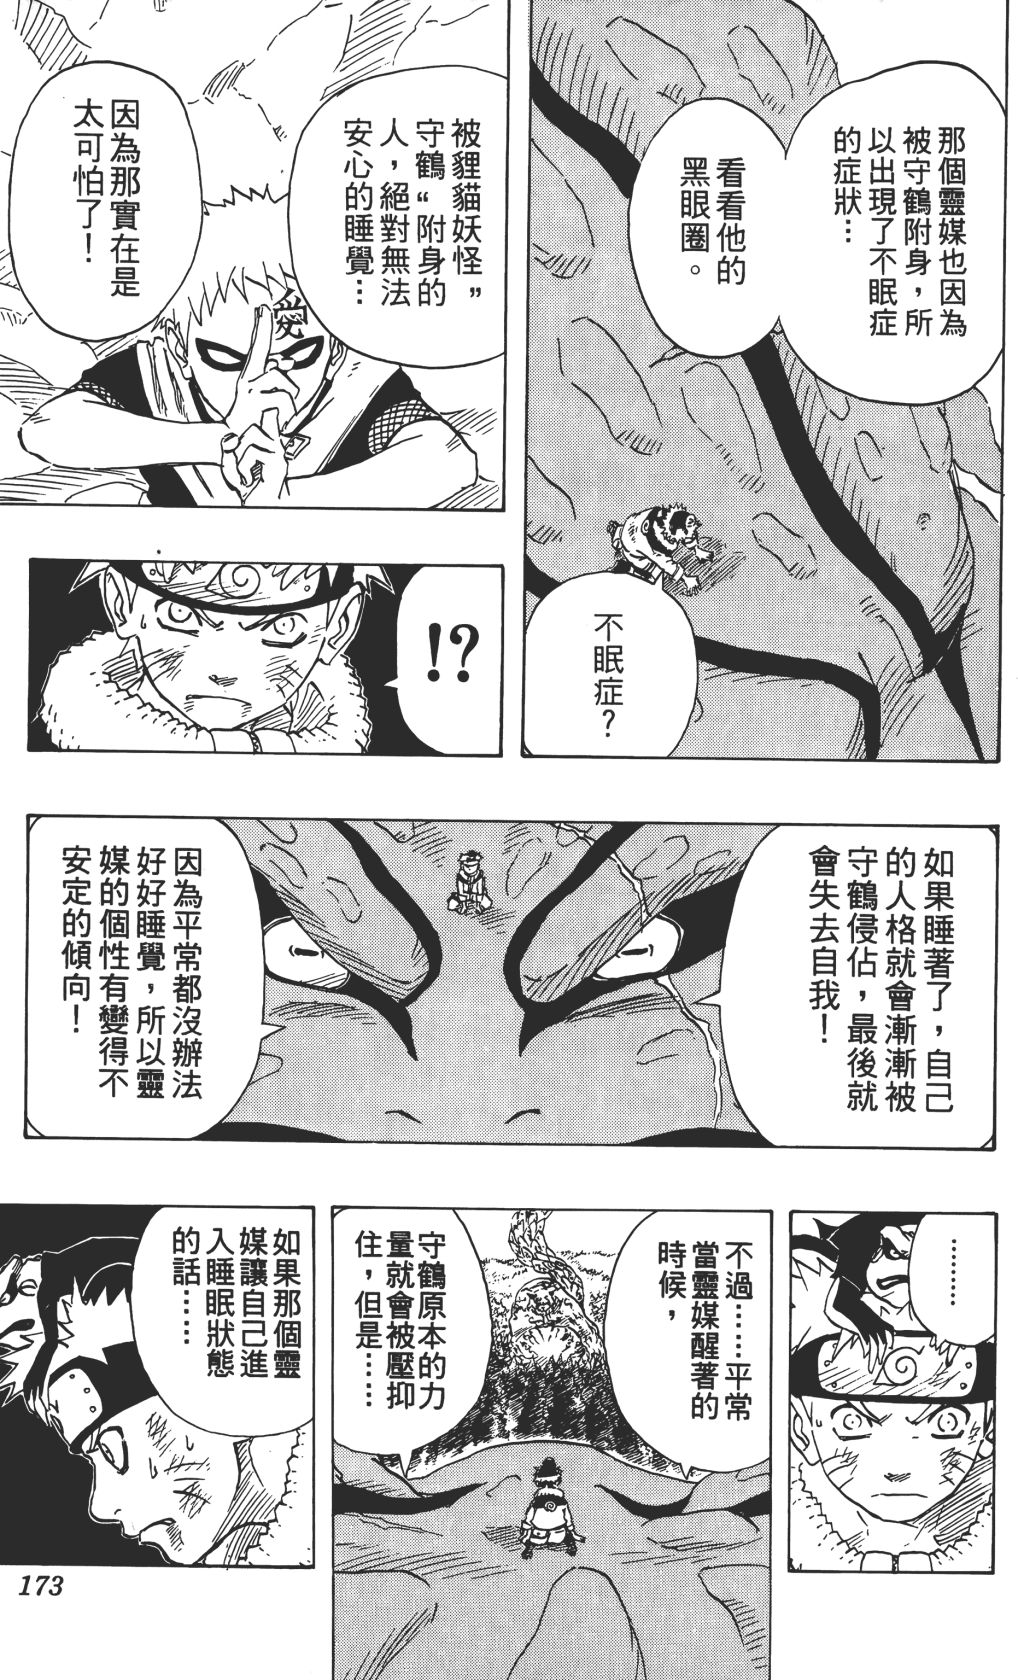 那個靈媒也因為
被守鶴附身，所
以出現了不眠症
的症狀…
看看他的
黑眼圈。
不眠症？
被貍貓妖怪
守鶴〝附身的〞
人，絕對無法
安心的睡覺…
因為那實在是
太可怕了！
愛
!?
如果睡著了，自己
的人格就會漸漸被
守鶴侵佔，最後就
會失去自我！
因為平常都沒辦法
好好睡覺，所以靈
媒的個性有變得不
安定的傾向！
………
不過……平常
當靈媒醒著的
時候，
守鶴原本的力
量就會被壓抑
住，但是……
如果那個靈
媒讓自己進
入睡眠狀態
的話……
173